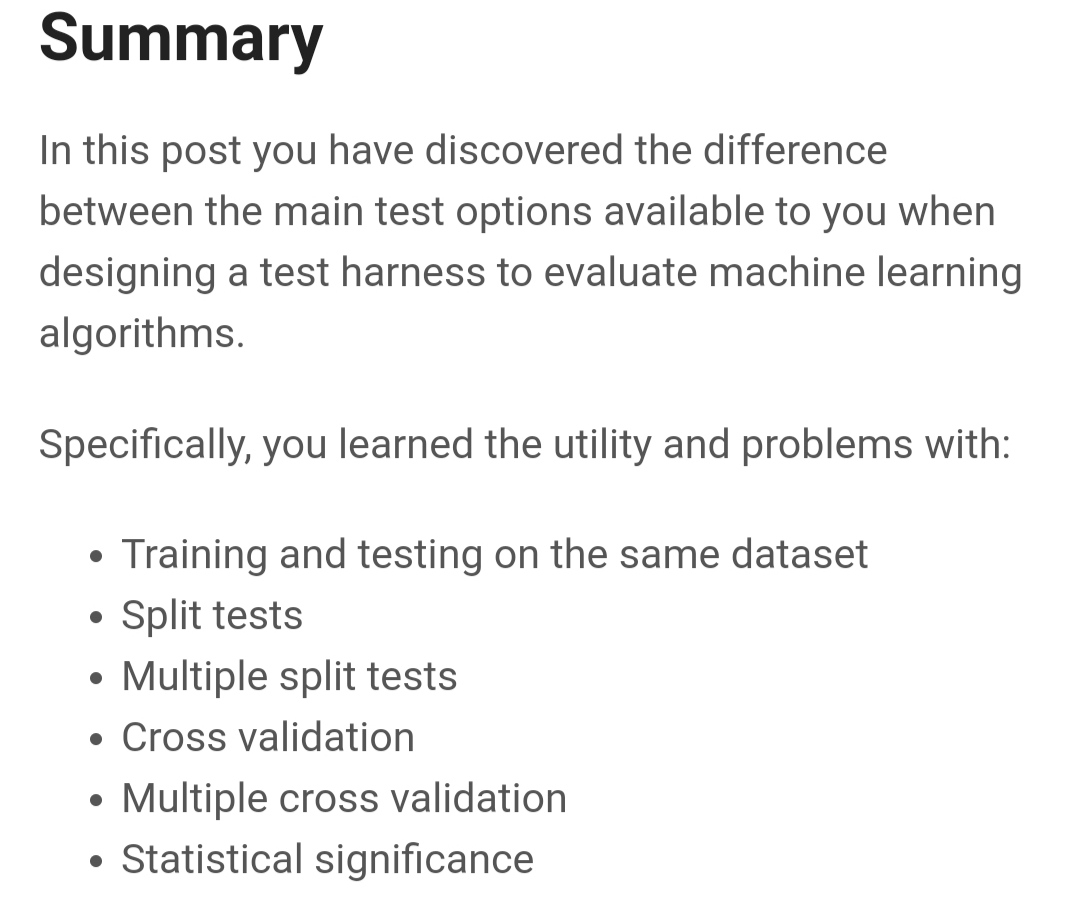 Summary
In this post you have discovered the difference
between the main test options available to you when
designing a test harness to evaluate machine learning
algorithms.
Specifically, you learned the utility and problems with:
• Training and testing on the same dataset
• Split tests
• Multiple split tests
• Cross validation
• Multiple cross validation
• Statistical significance